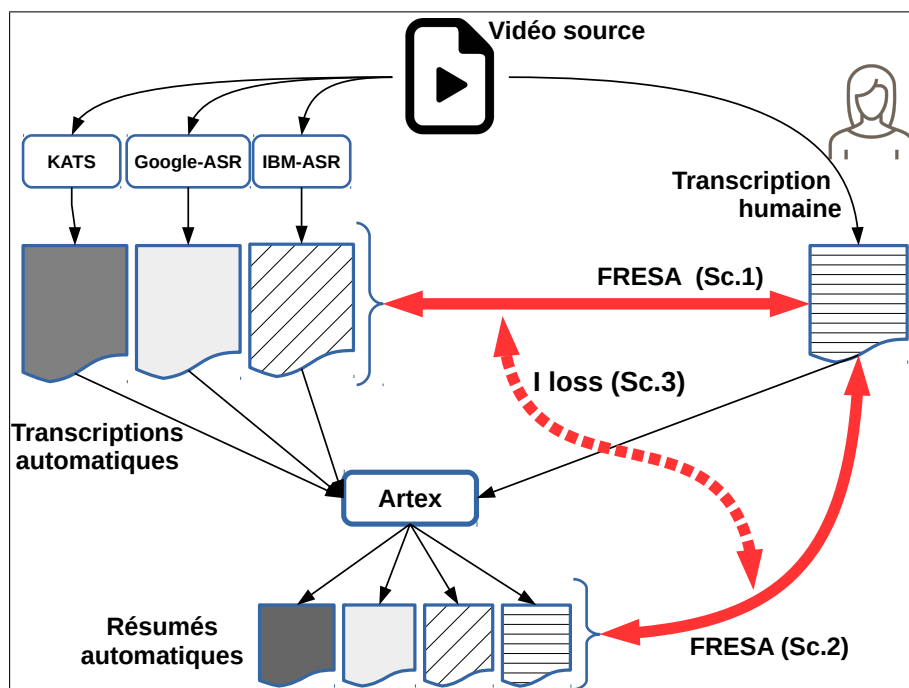 Vidéo source
KATS
Google-ASR
IBM-ASR
Transcription
humaine
FRESA (Sc.1)
I loss (Sc.3)
Transcriptions
automatiques
Artex
Résumés
automatiques
FRESA (Sc.2)